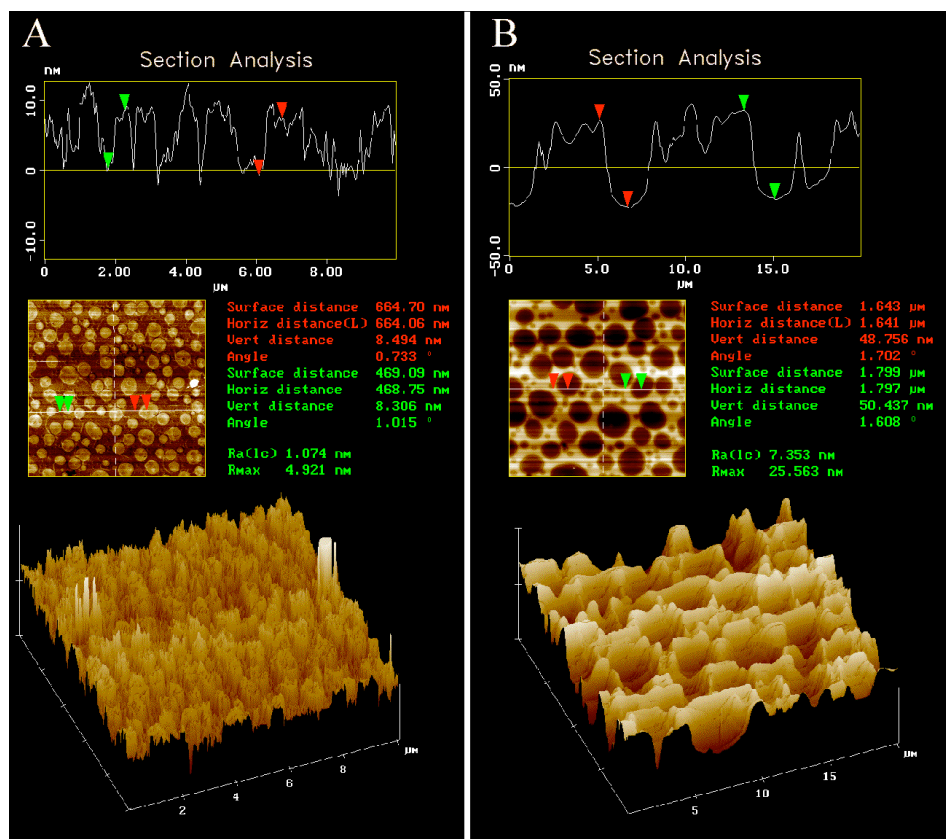 A
Section Analysis
nM
10.0
0
-10.0
0
2.00
4.00
6.00
8.00
µM
Surface distance 664.70 nm
Horiz distance(L) 664.06 nm
Vert distance 8.494 nm
Angle 0.733 °
Surface distance 469.09 nm
Horiz distance 468.75 nm
Vert distance 8.306 nm
Angle 1.015 °
Ra(lc) 1.074 nm
Rmax 4.921 nm
2
4
6
8
µM
B
Section Analysis
nM
50.0
0
-50.0
0
5.0
10.0
15.0
µM
Surface distance 1.643 µm
Horiz distance(L) 1.641 µm
Vert distance 48.756 nm
Angle 1.702 °
Surface distance 1.799 µm
Horiz distance 1.797 µm
Vert distance 50.437 nm
Angle 1.608 °
Ra(lc) 7.353 nm
Rmax 25.563 nm
5
10
15
µM